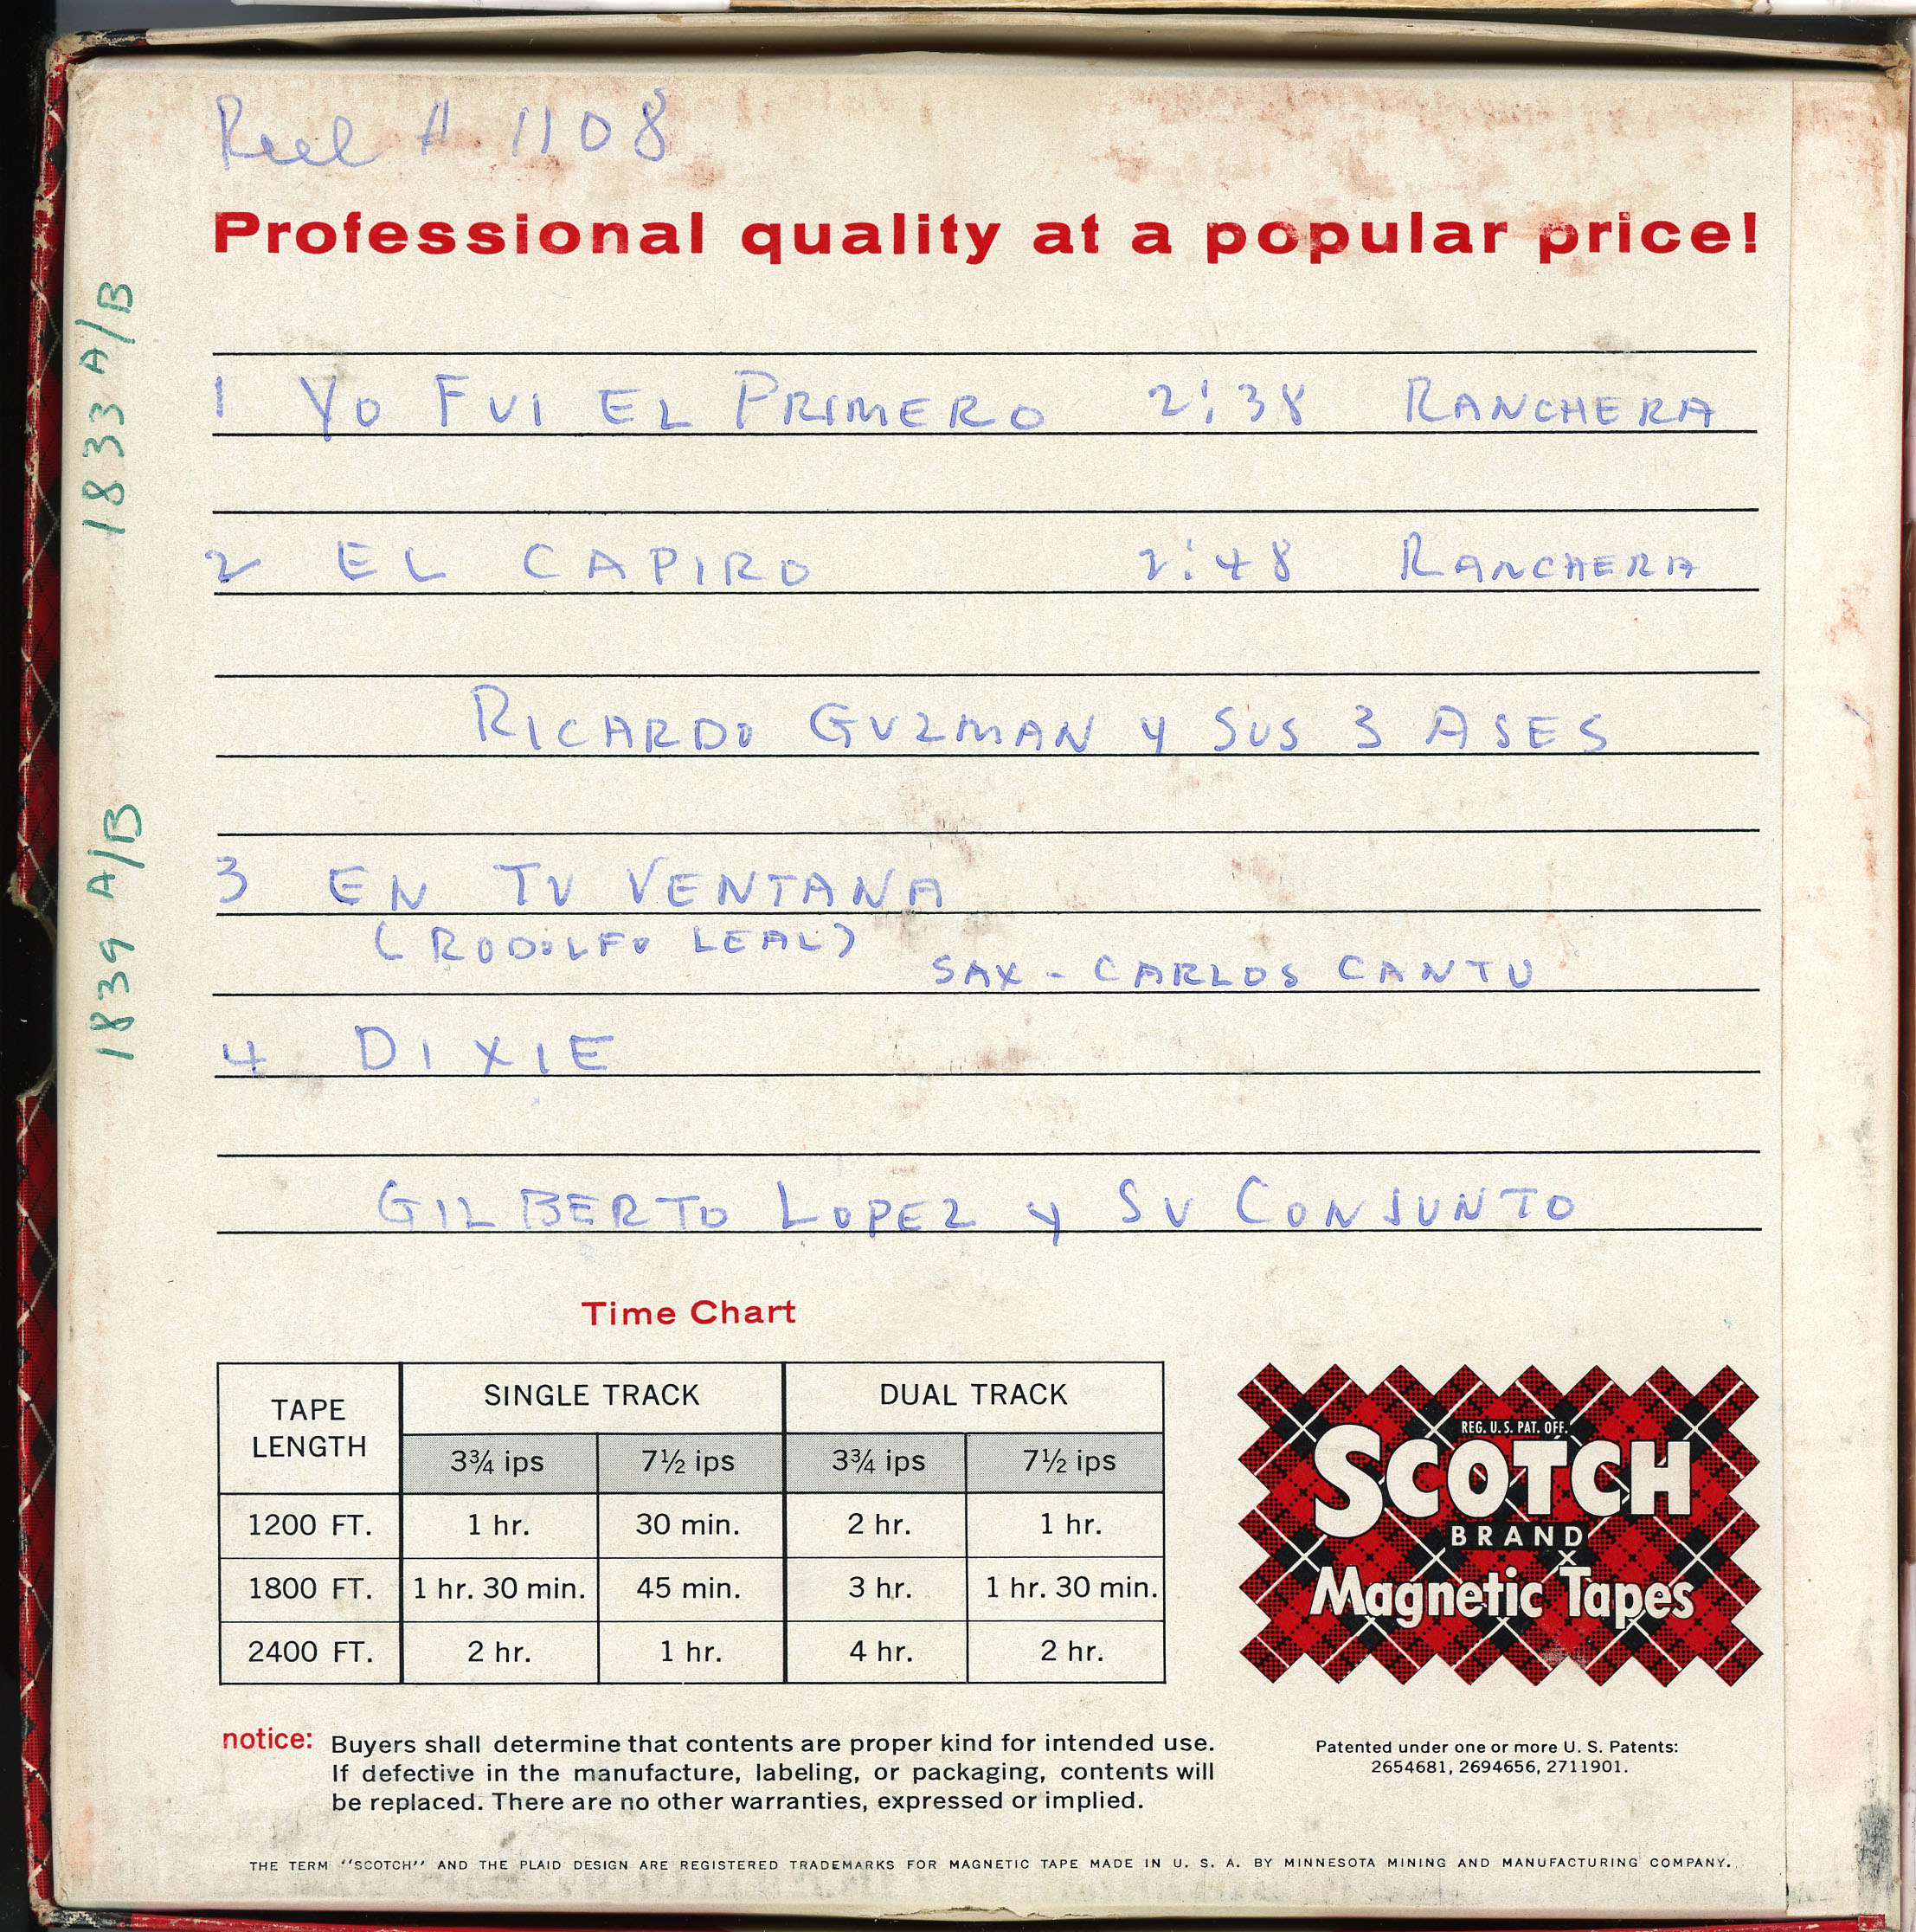 Reel # 1108
Professional quality at a popular price!
1833 A/B
1 YO FUI EL PRIMERO 2:38 RANCHERA
2 EL CAPIRO 2:48 RANCHERA
RICARDO GUZMAN Y SUS 3 ASES
1839 A/B
3 EN TU VENTANA
(RODOLFO LEAL)
SAX - CARLOS CANTU
4 DIXIE
GILBERTO LOPEZ Y SU CONJUNTO
Time Chart
TAPE LENGTH SINGLE TRACK DUAL TRACK
3¾ ips 7½ ips 3¾ ips 7½ ips
1200 FT. 1 hr. 30 min. 2 hr. 1 hr.
1800 FT. 1 hr. 30 min. 45 min. 3 hr. 1 hr. 30 min.
2400 FT. 2 hr. 1 hr. 4 hr. 2 hr.
REG. U. S. PAT. OFF.
SCOTCH
BRAND
Magnetic Tapes
notice: Buyers shall determine that contents are proper kind for intended use.
If defective in the manufacture, labeling, or packaging, contents will
be replaced. There are no other warranties, expressed or implied.
Patented under one or more U. S. Patents:
2654681, 2694656, 2711901.
THE TERM "SCOTCH" AND THE PLAID DESIGN ARE REGISTERED TRADEMARKS FOR MAGNETIC TAPE MADE IN U. S. A. BY MINNESOTA MINING AND MANUFACTURING COMPANY.